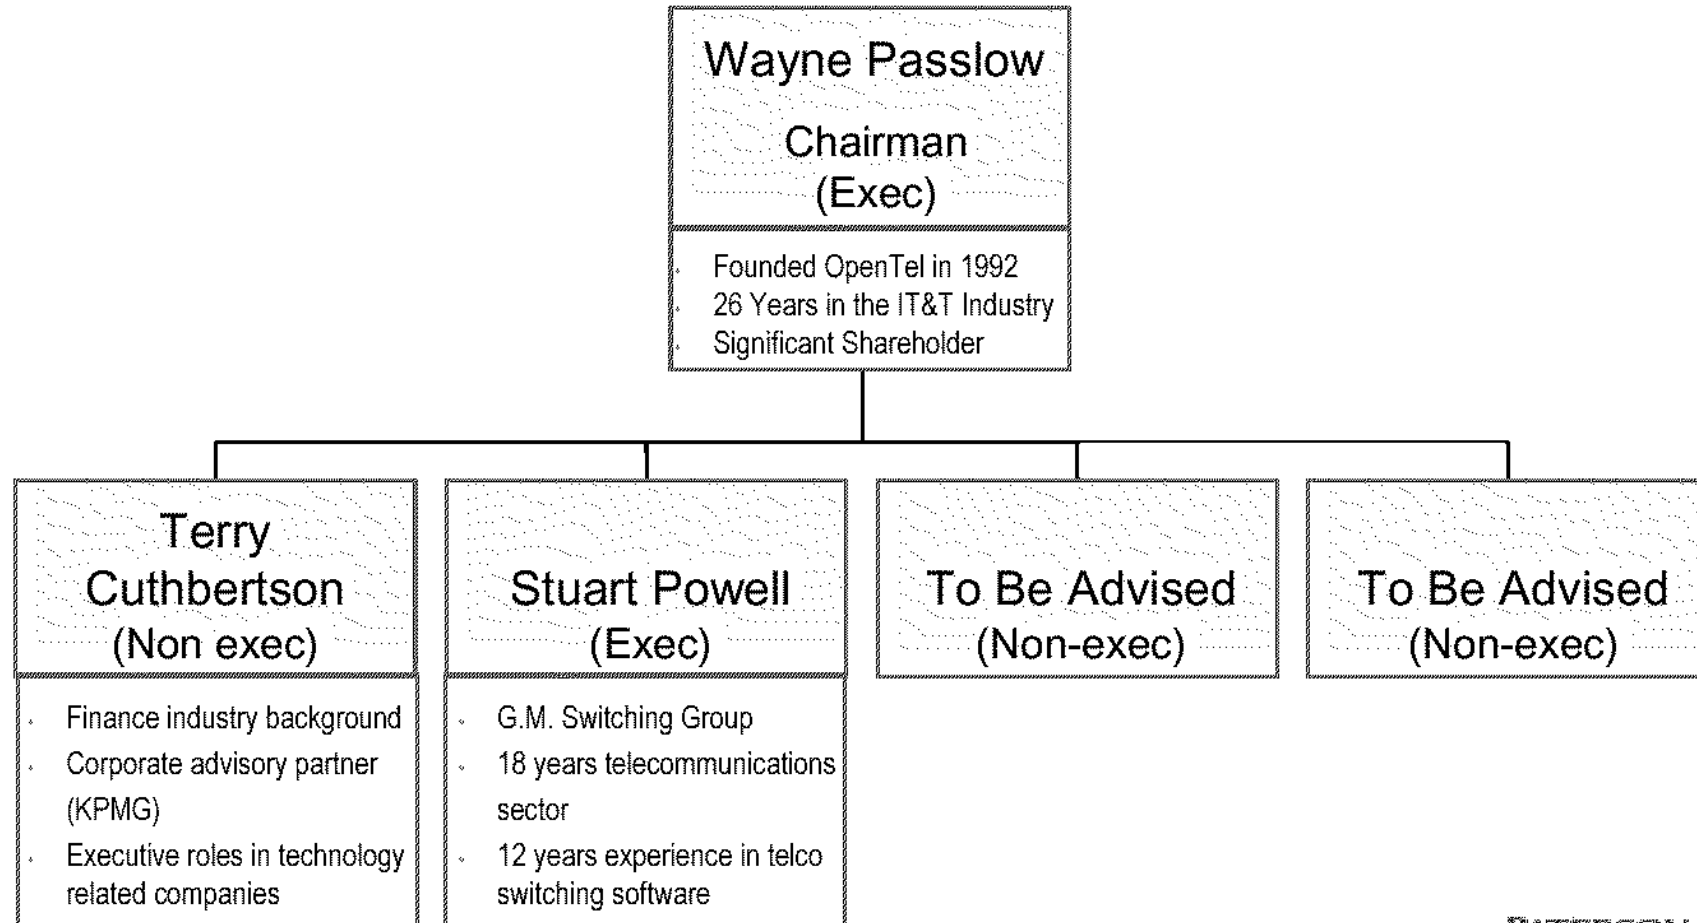 Wayne Passlow
Chairman
(Exec)
Founded OpenTel in 1992
26 Years in the IT&T Industry
Significant Shareholder
Terry
Cuthbertson
(Non exec)
Finance industry background
Corporate advisory partner
(KPMG)
Executive roles in technology
related companies
Stuart Powell
(Exec)
G.M. Switching Group
18 years telecommunications
sector
12 years experience in telco
switching software
To Be Advised
(Non-exec)
To Be Advised
(Non-exec)